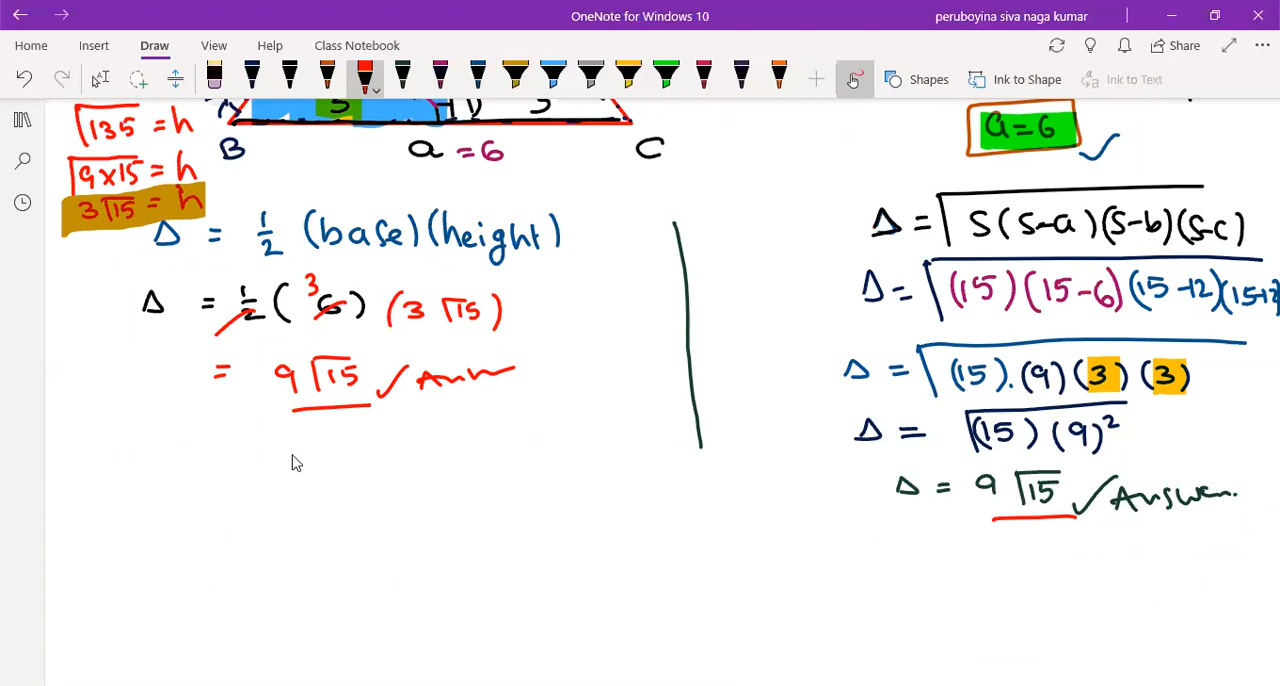 OneNote for Windows 10
peruboyina siva naga kumar
Home Insert Draw View Help Class Notebook
Share
Shapes Ink to Shape Ink to Text
√135 = h
√9×15 = h
3√15 = h
B a = 6 C
Δ = 1/2 (base)(height)
Δ = 1/2 (6) 3 (3√15)
= 9√15 ✓
a = 6 ✓
Δ = √S(S-a)(S-b)(S-c)
Δ = √(15)(15-6)(15-12)(15-12
Δ = √(15).(9)(3)(3)
Δ = √(15)(9)²
Δ = 9√15 ✓ Answer.